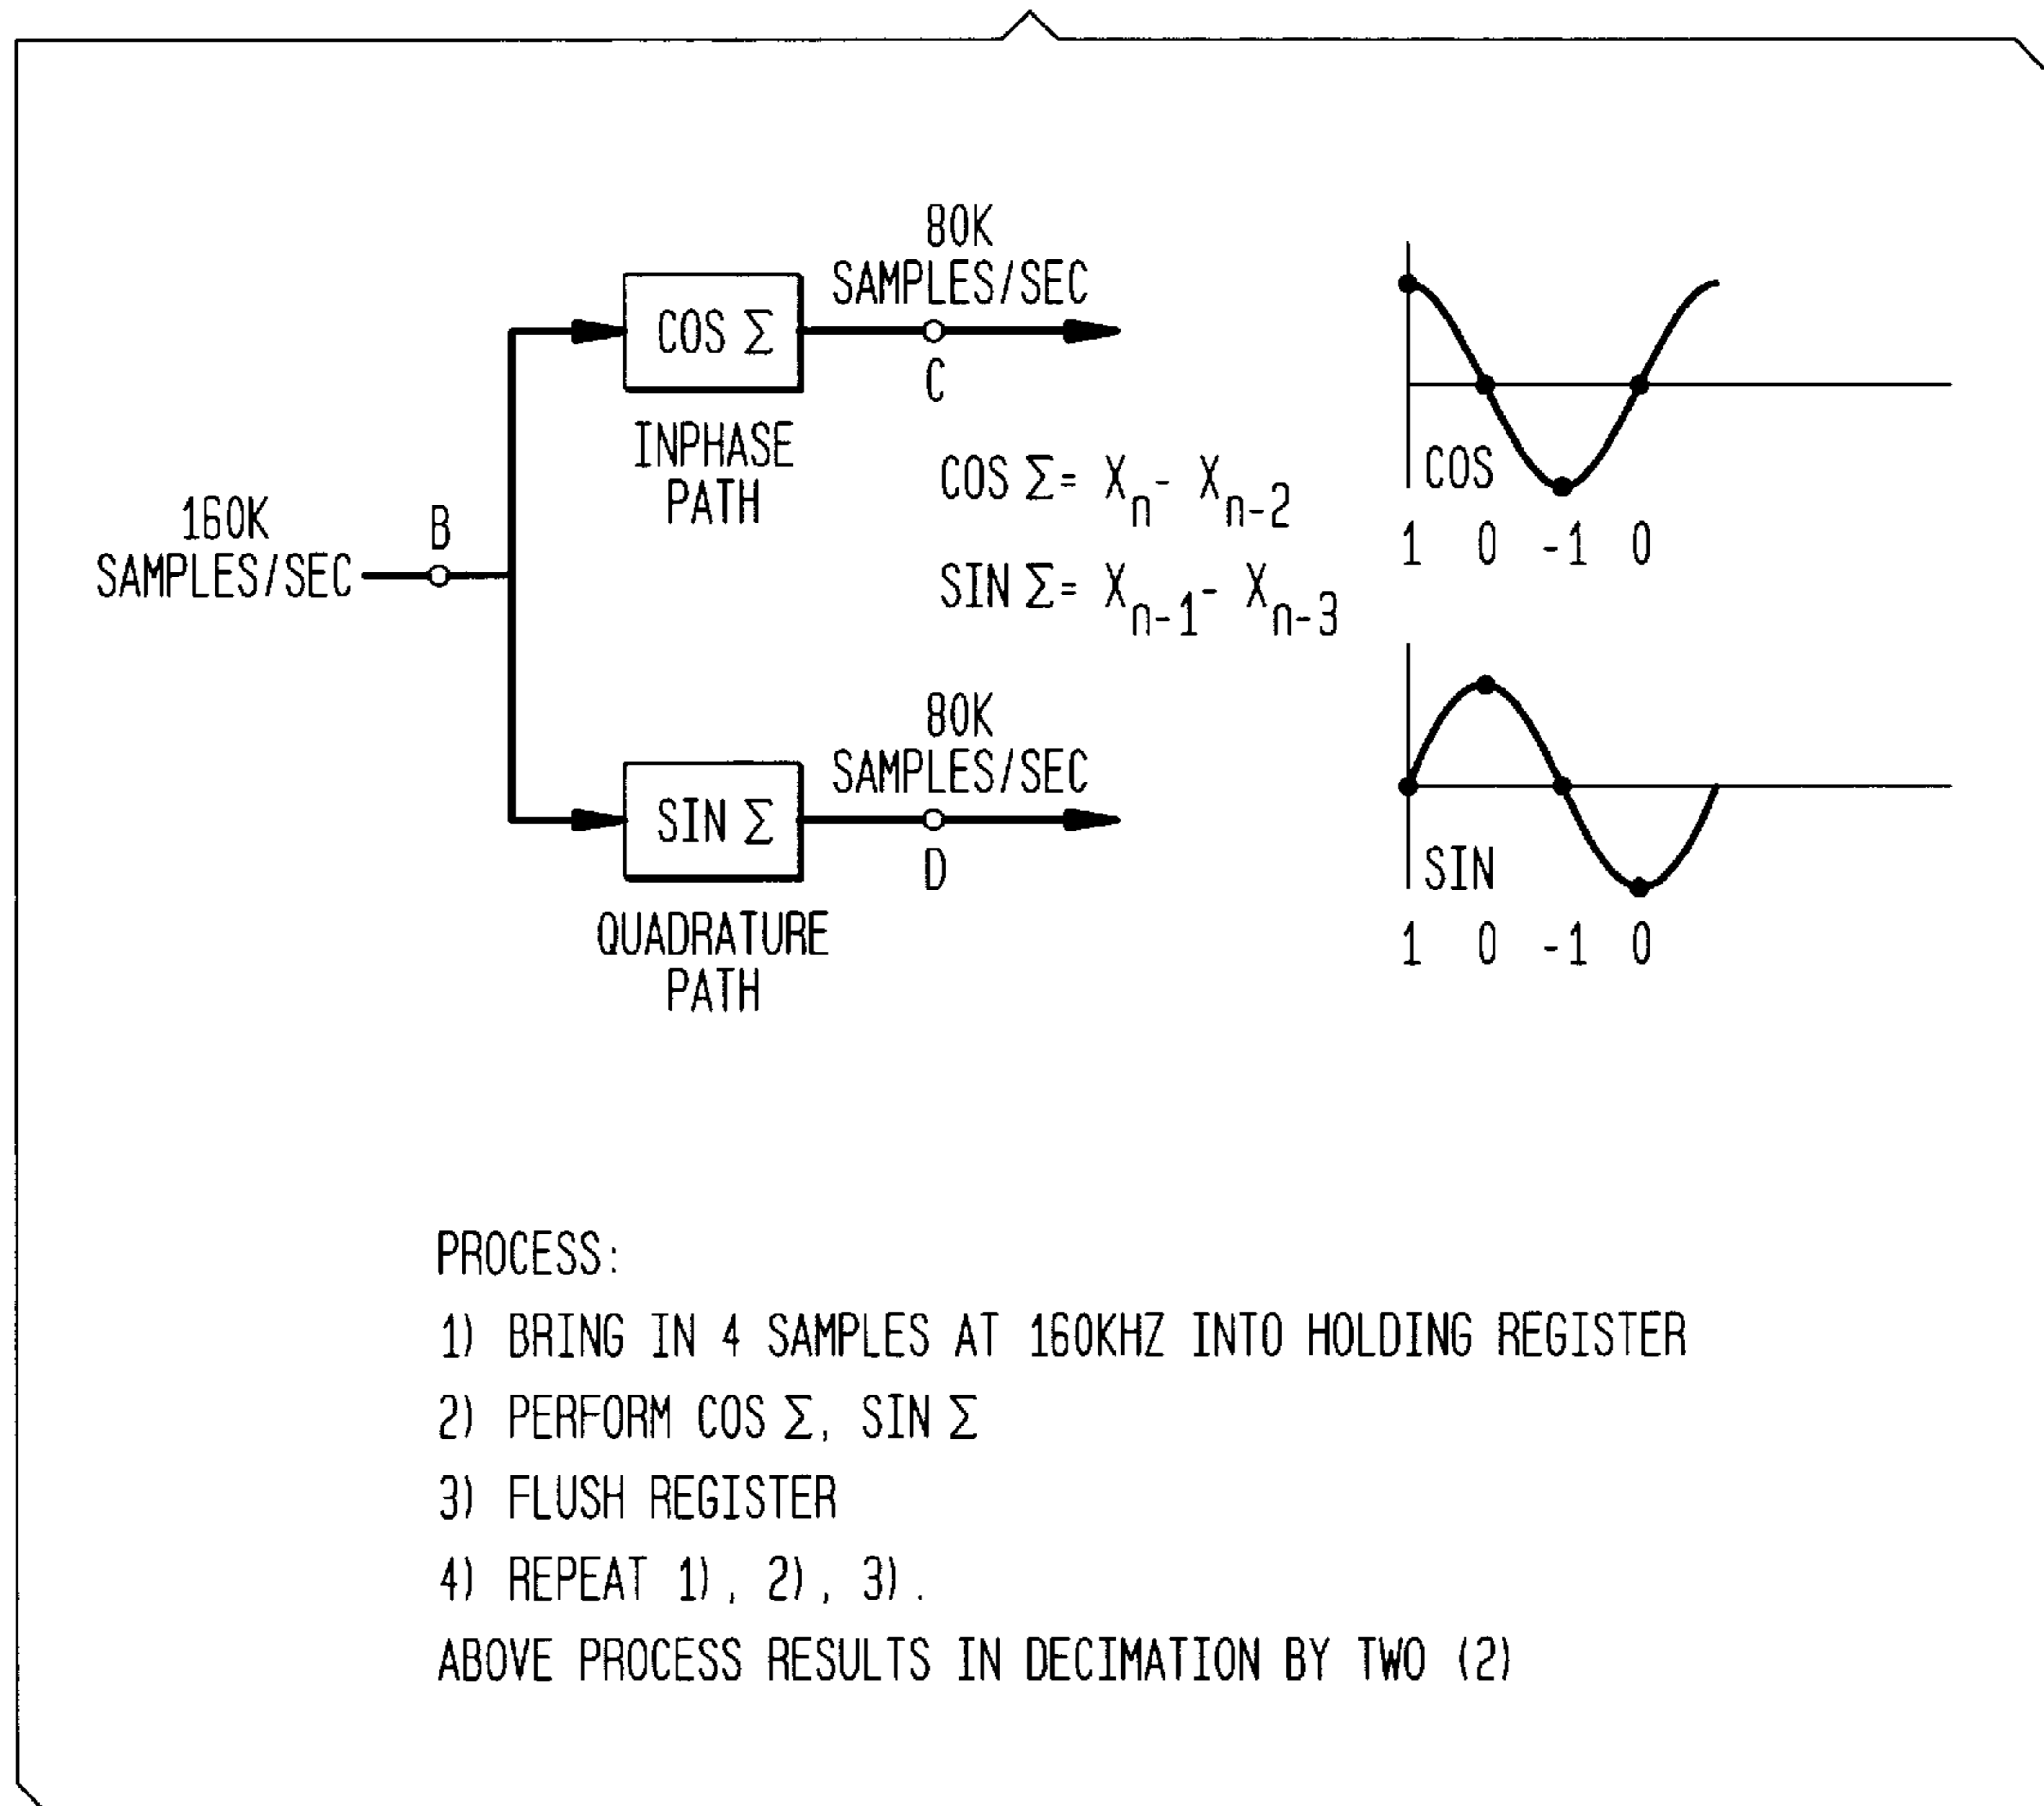 80K
SAMPLES/SEC
COS Σ
C
INPHASE
PATH
COS Σ= Xn- Xn-2
SIN Σ= Xn-1- Xn-3
160K
SAMPLES/SEC
B
80K
SAMPLES/SEC
SIN Σ
D
QUADRATURE
PATH
COS
1 0 -1 0
SIN
1 0 -1 0
PROCESS:
1) BRING IN 4 SAMPLES AT 160KHZ INTO HOLDING REGISTER
2) PERFORM COS Σ, SIN Σ
3) FLUSH REGISTER
4) REPEAT 1), 2), 3).
ABOVE PROCESS RESULTS IN DECIMATION BY TWO (2)